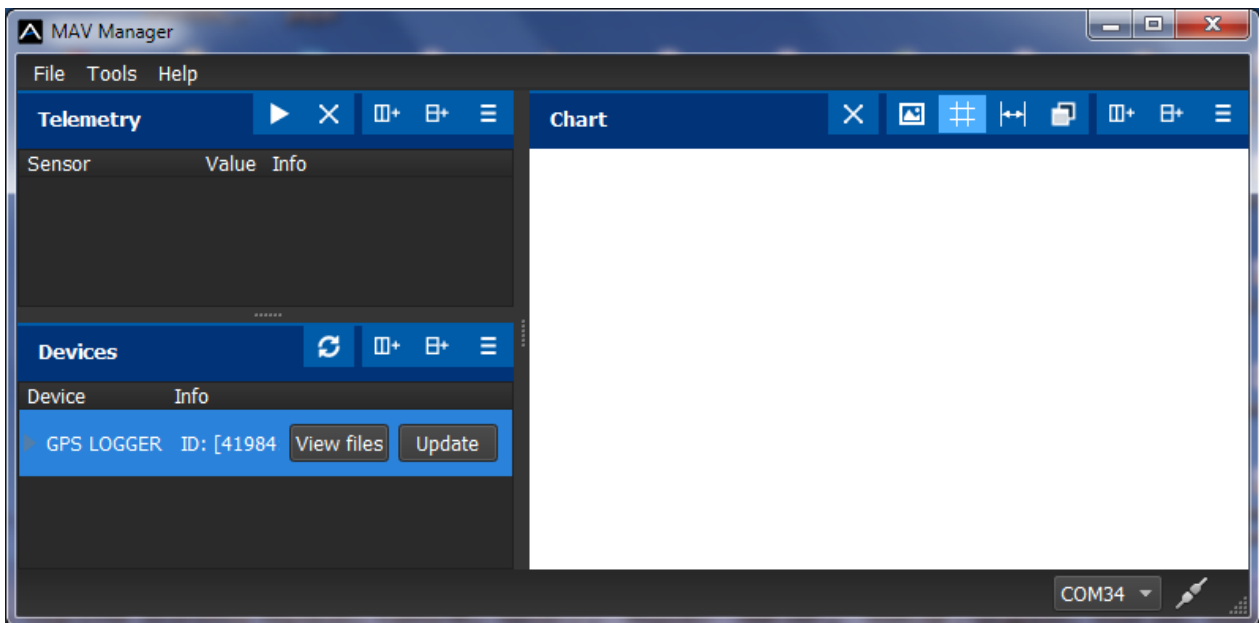 MAV Manager
File Tools Help
Telemetry
Sensor Value Info
Chart
Devices
Device Info
GPS LOGGER ID: [41984 View files Update
COM34